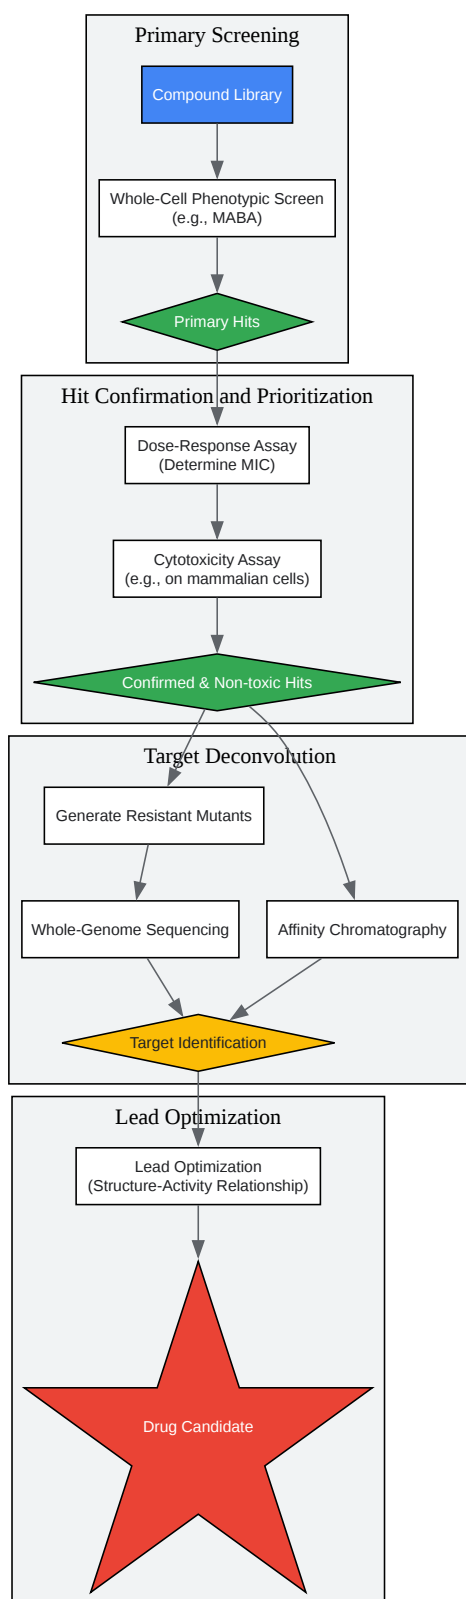 Primary Screening
Compound Library
Whole-Cell Phenotypic Screen
(e.g., MABA)
Primary Hits
Hit Confirmation and Prioritization
Dose-Response Assay
(Determine MIC)
Cytotoxicity Assay
(e.g., on mammalian cells)
Confirmed & Non-toxic Hits
Target Deconvolution
Generate Resistant Mutants
Whole-Genome Sequencing
Affinity Chromatography
Target Identification
Lead Optimization
Lead Optimization
(Structure-Activity Relationship)
Drug Candidate